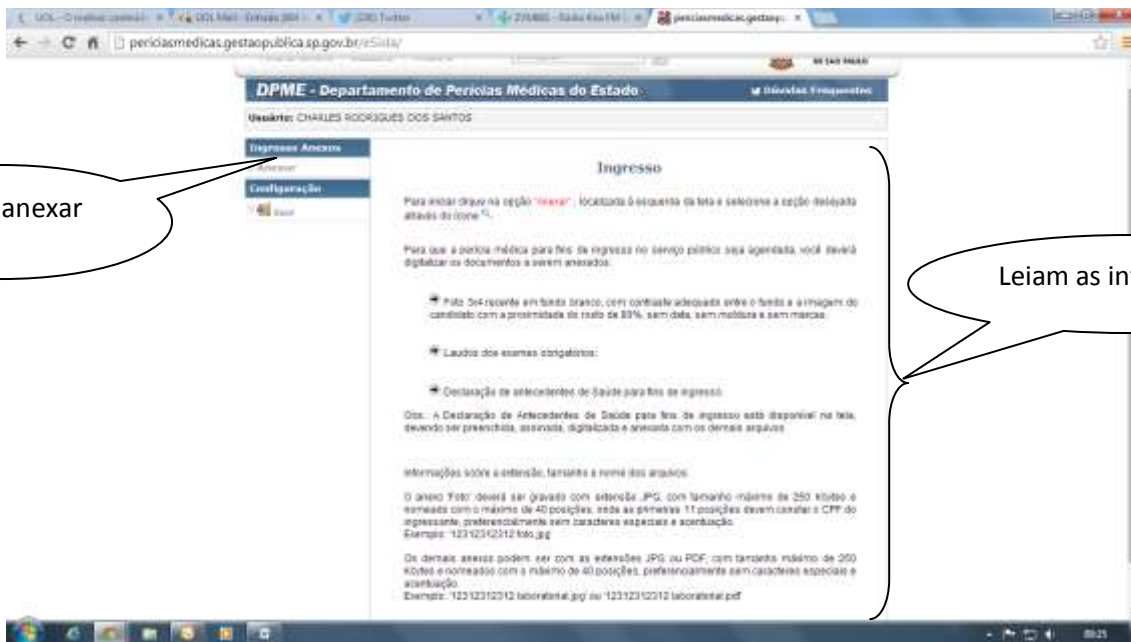 UOL Mail - Entrada
Twitter
periciasmedicas.gestaop
periciasmedicas.gestaopublica.sp.gov.br/eSisla/
DPME - Departamento de Perícias Médicas do Estado
Dúvidas Frequentes
Usuário: CHARLES RODRIGUES DOS SANTOS
Ingresso Anexos
Anexar
Configuração
Sair
anexar
Leiam as in
Ingresso
Para iniciar clique na opção "Anexar", localizada à esquerda da tela e selecione a opção desejada
através do ícone
Para que a perícia médica para fins de ingresso no serviço público seja agendada, você deverá
digitalizar os documentos a serem anexados:
Foto 3x4 recente em fundo branco, com contraste adequado entre o fundo e a imagem do
candidato com a proximidade do rosto de 80%, sem data, sem moldura e sem marcas.
Laudos dos exames obrigatórios;
Declaração de antecedentes de Saúde para fins de ingresso.
Obs.: A Declaração de Antecedentes de Saúde para fins de ingresso está disponível na tela,
devendo ser preenchida, assinada, digitalizada e anexada com os demais arquivos.
Informações sobre a extensão, tamanho e nome dos arquivos:
O anexo 'Foto' deverá ser gravado com extensão JPG, com tamanho máximo de 250 Kbytes e
nomeado com o máximo de 40 posições, onde as primeiras 11 posições devem constar o CPF do
ingressante, preferencialmente sem caracteres especiais e acentuação.
Exemplo: '12312312312 foto.jpg
Os demais anexos podem ser com as extensões JPG ou PDF, com tamanho máximo de 250
Kbytes e nomeados com o máximo de 40 posições, preferencialmente sem caracteres especiais e
acentuação.
Exemplo: '12312312312 laboratorial.jpg' ou '12312312312 laboratorial.pdf'